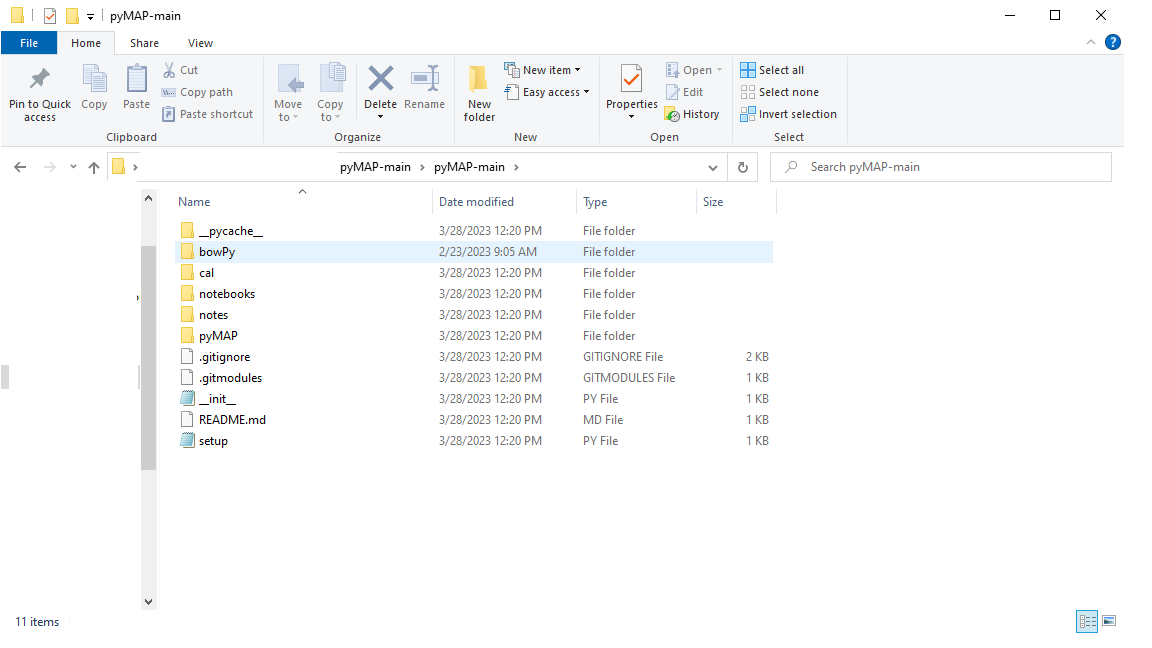 pyMAP-main
File Home Share View
Pin to Quick access
Copy
Paste
Cut
Copy path
Paste shortcut
Clipboard
Move to
Copy to
Delete
Rename
Organize
New folder
New item
Easy access
New
Properties
Open
Edit
History
Open
Select all
Select none
Invert selection
Select
pyMAP-main > pyMAP-main >
Search pyMAP-main
Name Date modified Type Size
__pycache__ 3/28/2023 12:20 PM File folder
bowPy 2/23/2023 9:05 AM File folder
cal 3/28/2023 12:20 PM File folder
notebooks 3/28/2023 12:20 PM File folder
notes 3/28/2023 12:20 PM File folder
pyMAP 3/28/2023 12:20 PM File folder
.gitignore 3/28/2023 12:20 PM GITIGNORE File 2 KB
.gitmodules 3/28/2023 12:20 PM GITMODULES File 1 KB
__init__ 3/28/2023 12:20 PM PY File 1 KB
README.md 3/28/2023 12:20 PM MD File 1 KB
setup 3/28/2023 12:20 PM PY File 1 KB
11 items